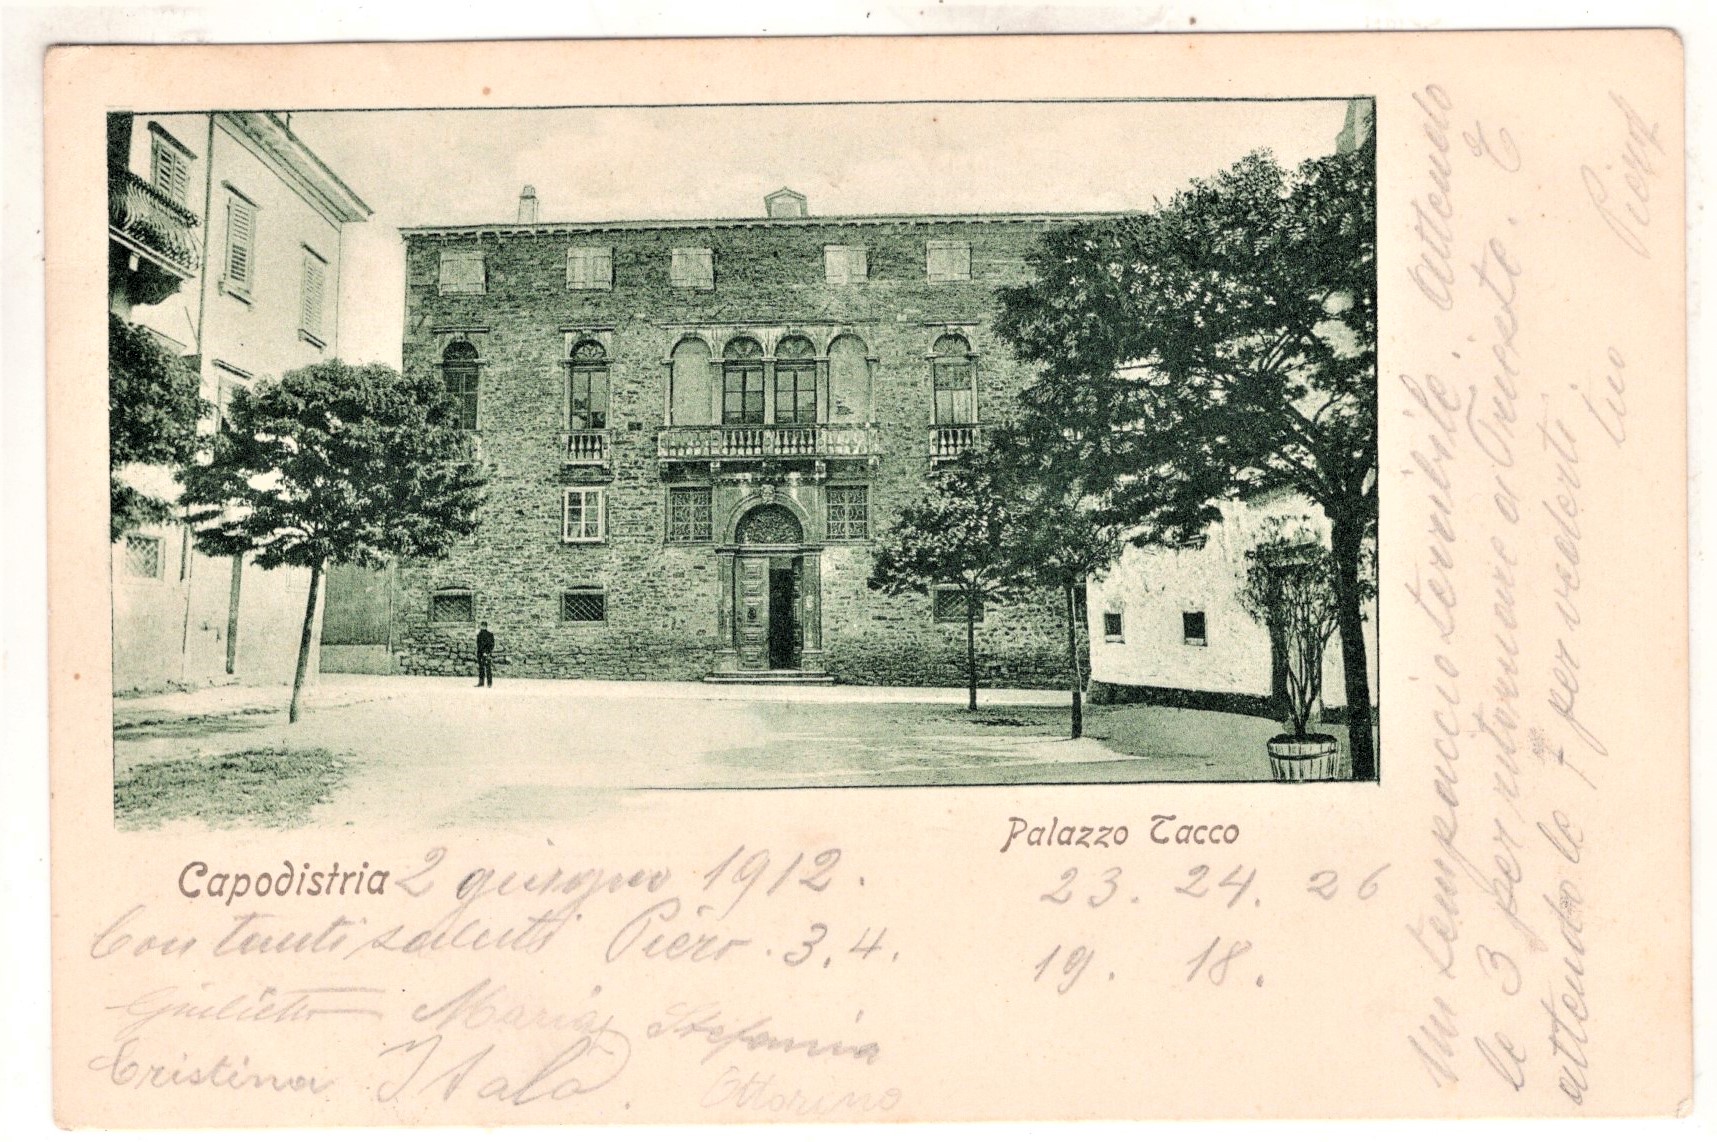 Palazzo Tacco
Capodistria 2 giugno 1912.
23. 24. 26
Con tanti saluti Piero. 3. 4.
19. 18.
Giulietta Maria Stefania
Cristina Italo. Ottorino
Un tempaccio terribile. Attendo
le 3 per ritornare a Trieste. E
attendo le 7 per vederti
tuo Piero